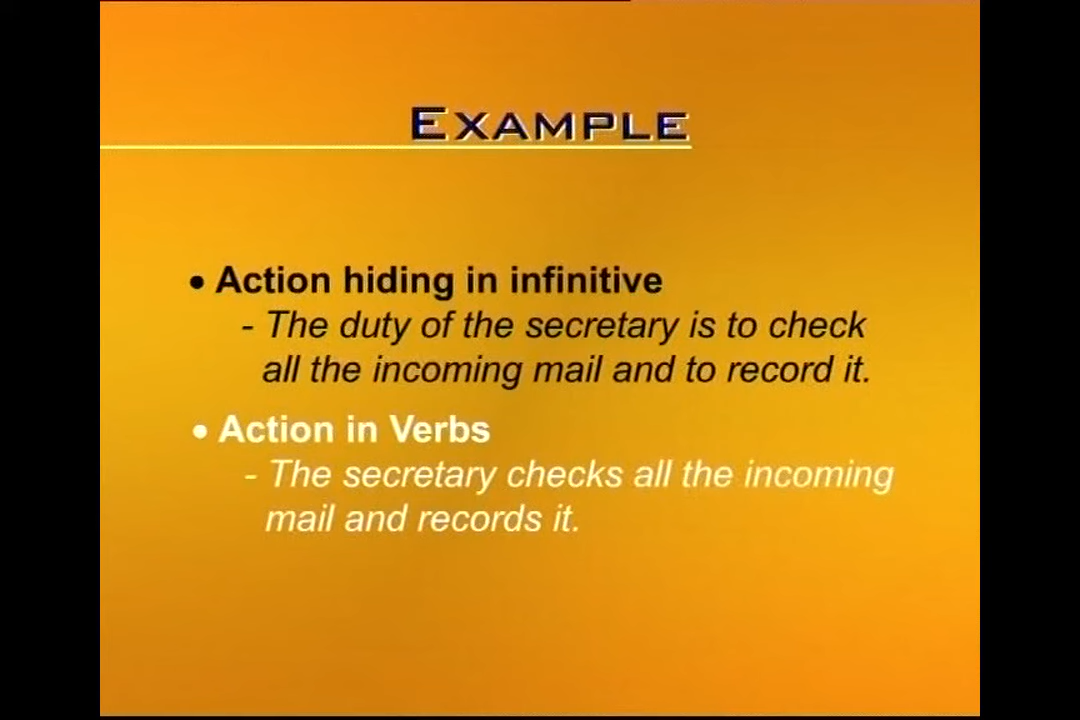 EXAMPLE
• Action hiding in infinitive
- The duty of the secretary is to check
all the incoming mail and to record it.
• Action in Verbs
- The secretary checks all the incoming
mail and records it.